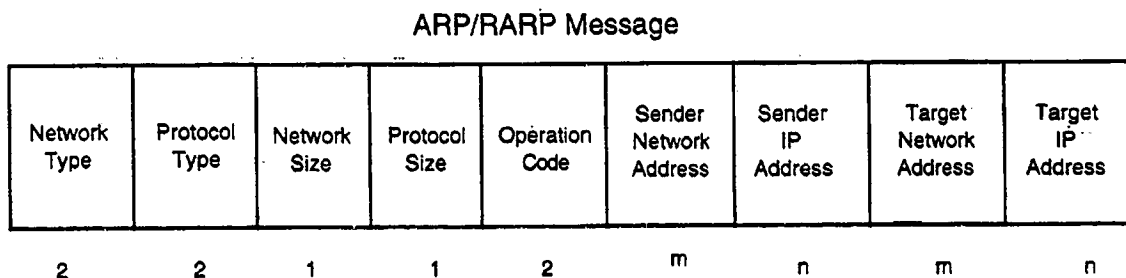 ARP/RARP Message
Network Type
Protocol Type
Network Size
Protocol Size
Operation Code
Sender Network Address
Sender IP Address
Target Network Address
Target IP Address
2 2 1 1 2 m n m n